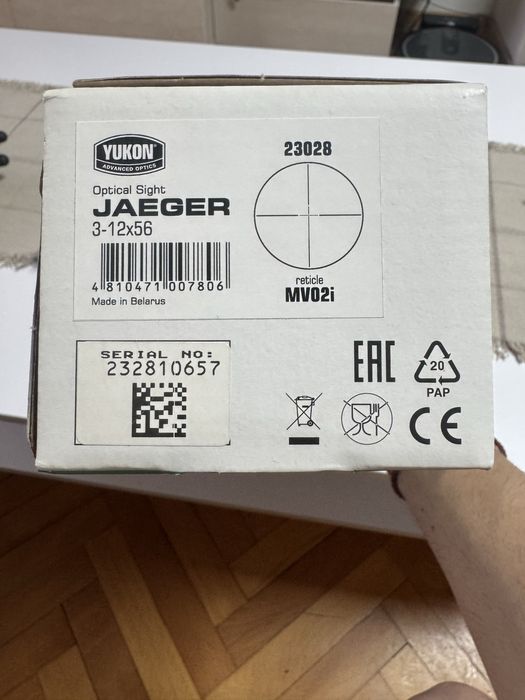 YUKON®
ADVANCED OPTICS
Optical Sight
JAEGER
3-12x56
4 810471 007806
Made in Belarus
23028
reticle
MV02i
SERIAL NO:
232810657
EAC
20
PAP
CE